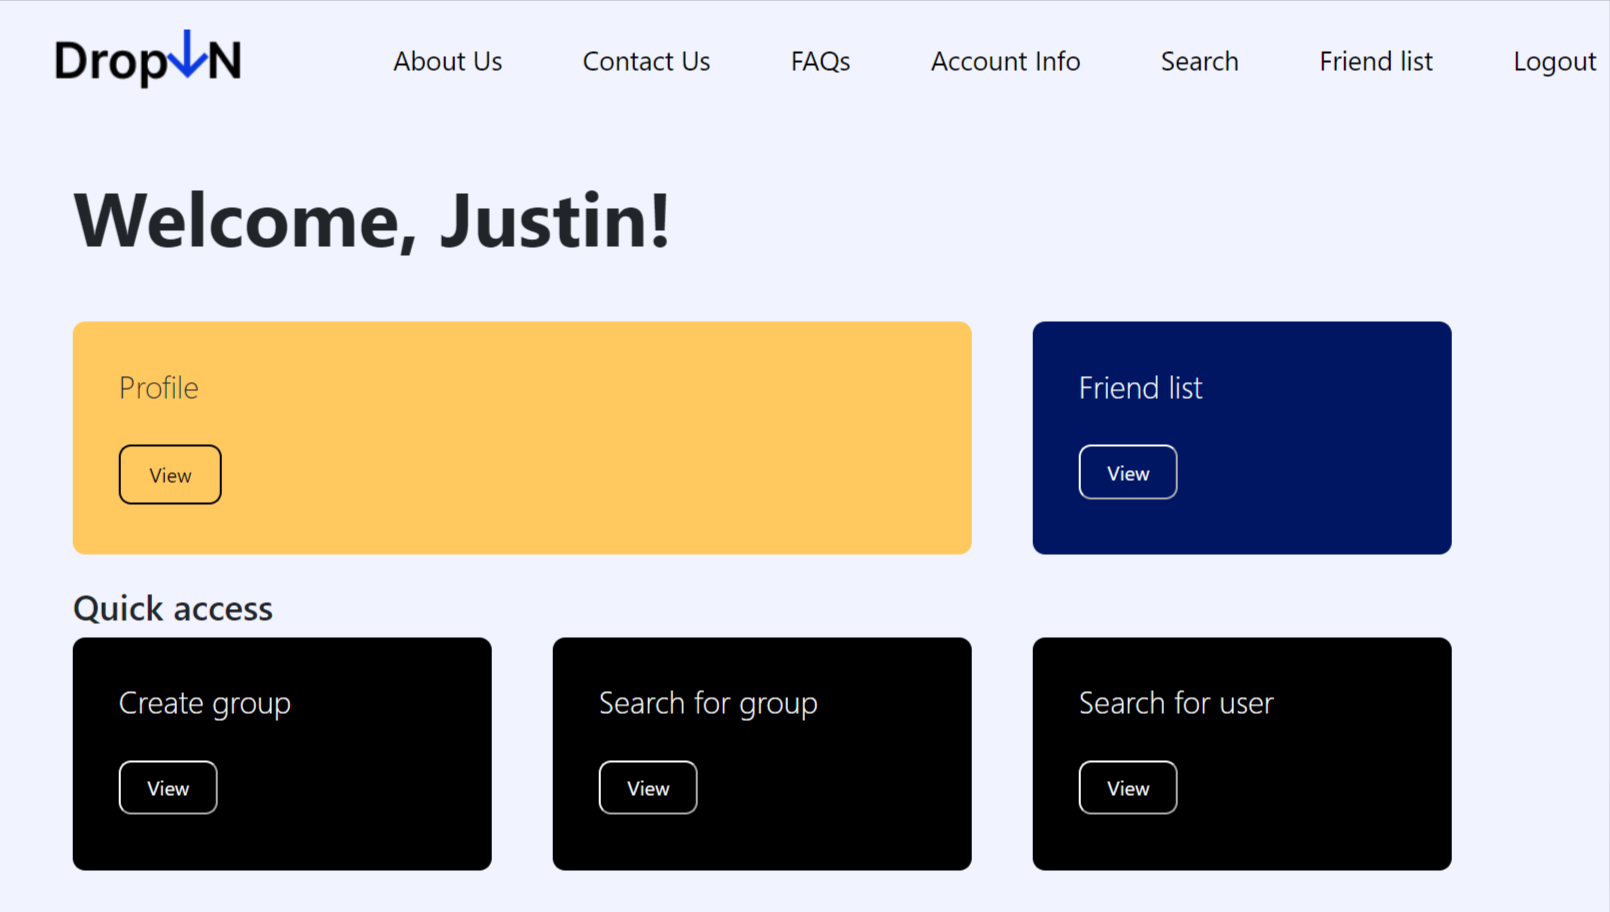 Drop↓N
About Us Contact Us FAQs Account Info Search Friend list Logout
Welcome, Justin!
Profile
View
Friend list
View
Quick access
Create group
View
Search for group
View
Search for user
View